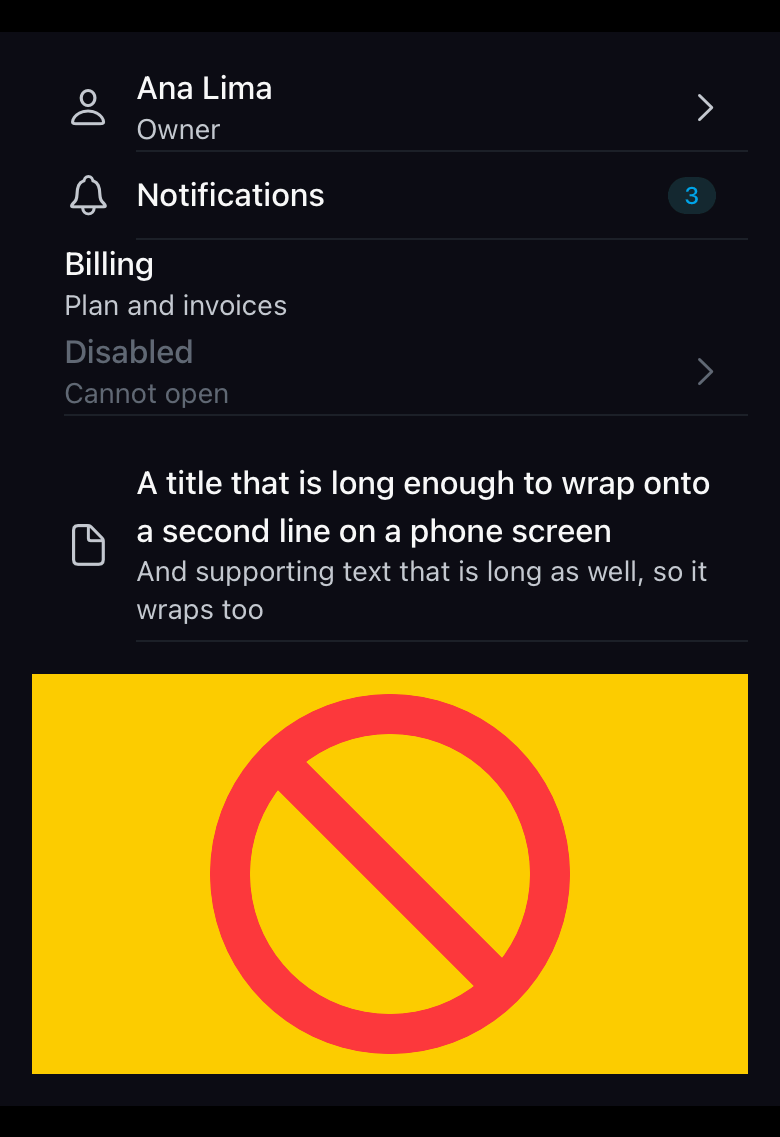 Ana Lima
Owner
Notifications
3
Billing
Plan and invoices
Disabled
Cannot open
A title that is long enough to wrap onto
a second line on a phone screen
And supporting text that is long as well, so it
wraps too